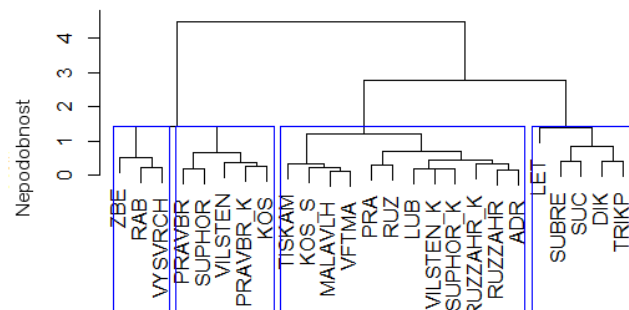 Nepodobnost
4
3
2
1
0
ZBE
RAB
VYSVRCH
PRAVBR
SUPHOR
VILSTEN
PRAVBR_K
KOS
TISKAM
KOS_S
MALAVLH
VFTMA
PRA
RUZ
LUB
VILSTEN_K
SUPHOR_K
RUZZAHR_K
RUZZAHR
ADR
LET
SUBRE
SUC
DIK
TRIKP